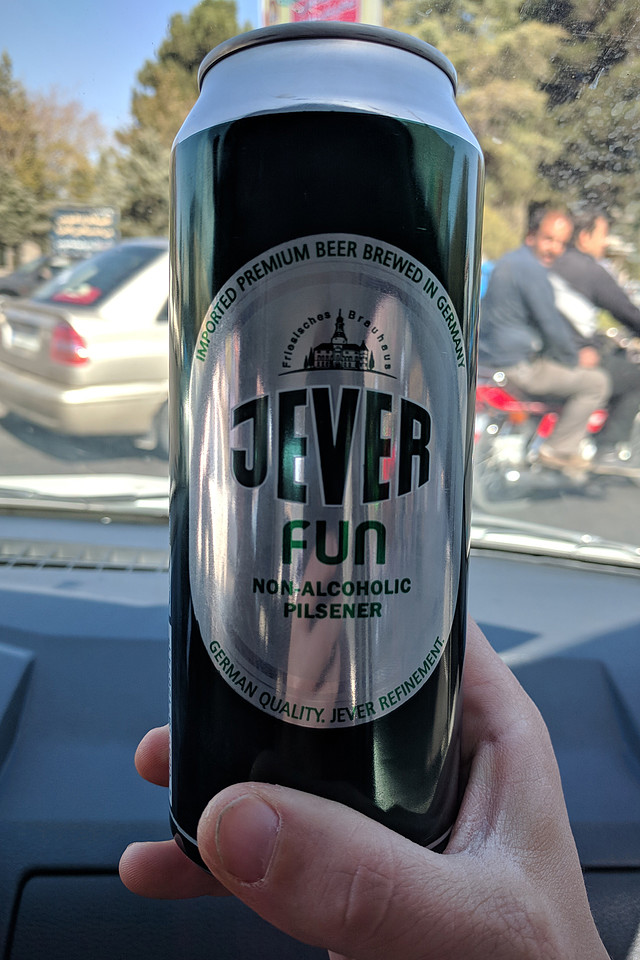 IMPORTED PREMIUM BEER BREWED IN GERMANY
Friesisches Brauhaus
JEVER
FUN
NON-ALCOHOLIC
PILSENER
GERMAN QUALITY. JEVER REFINEMENT.